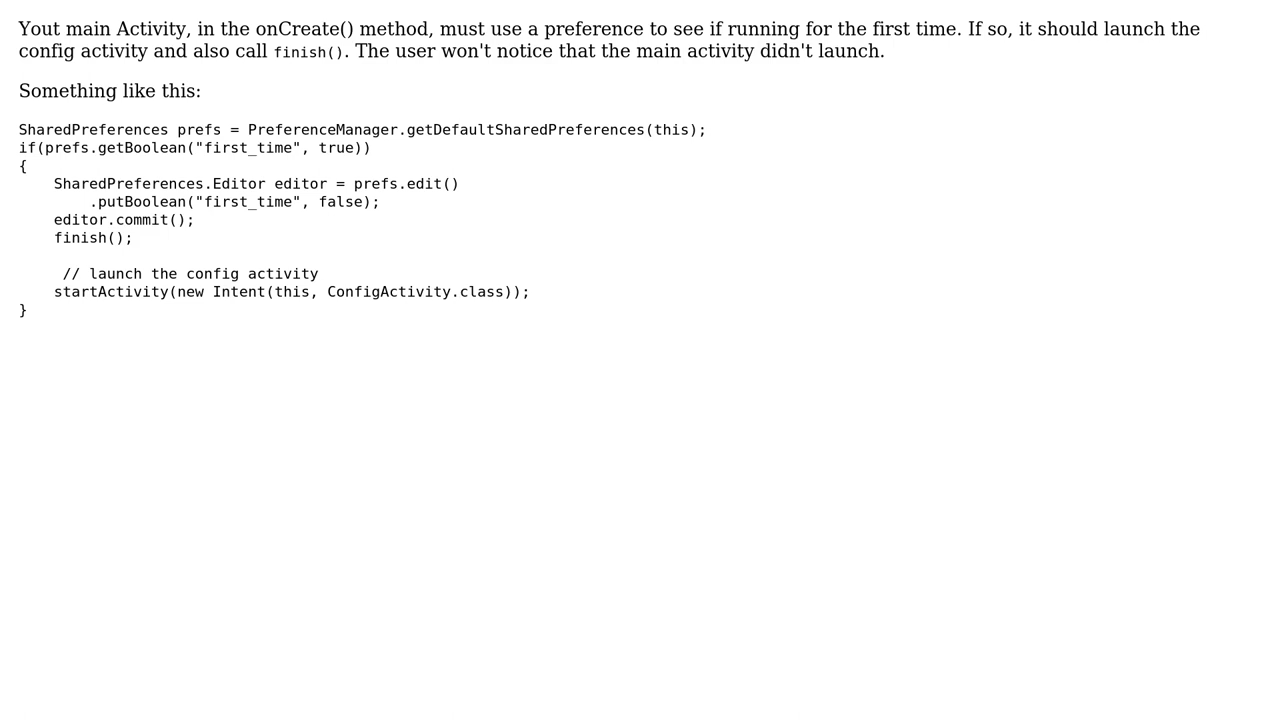 Yout main Activity, in the onCreate() method, must use a preference to see if running for the first time. If so, it should launch the
config activity and also call finish(). The user won't notice that the main activity didn't launch.
Something like this:
SharedPreferences prefs = PreferenceManager.getDefaultSharedPreferences(this);
if(prefs.getBoolean("first_time", true))
{
    SharedPreferences.Editor editor = prefs.edit()
        .putBoolean("first_time", false);
    editor.commit();
    finish();
     // launch the config activity
    startActivity(new Intent(this, ConfigActivity.class));
}